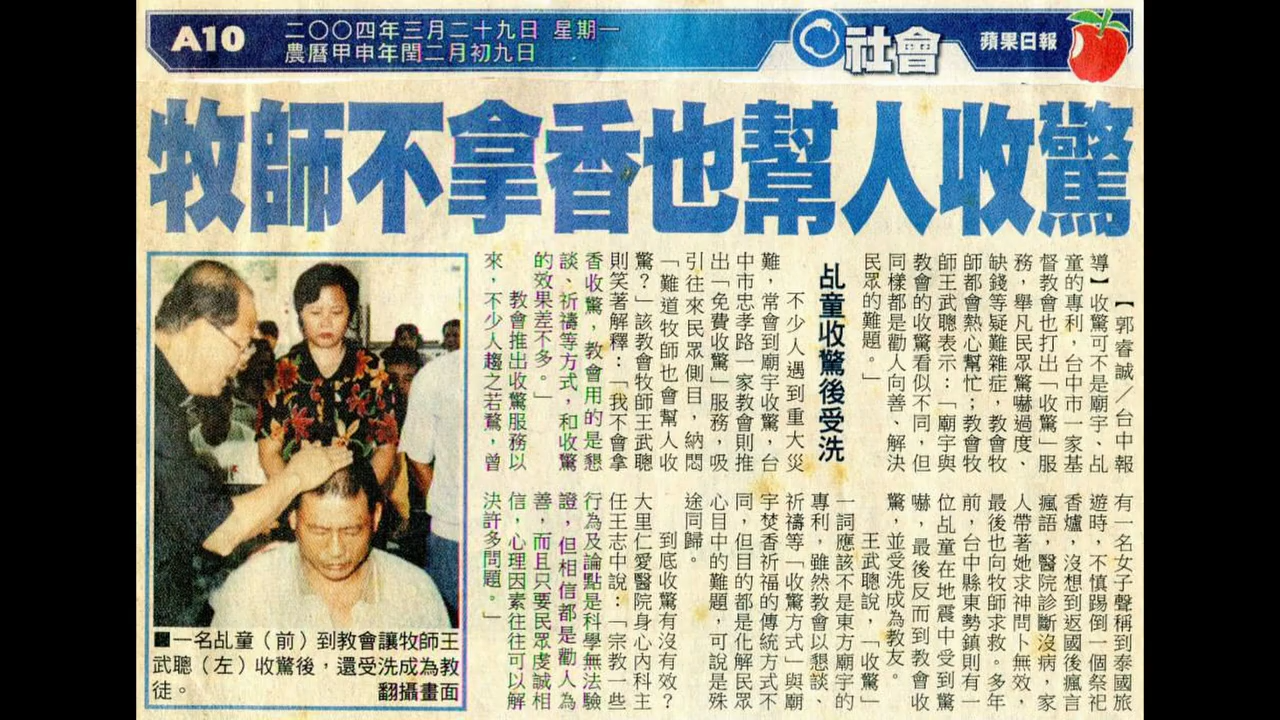 A10
二〇〇四年三月二十九日 星期一
農曆甲申年閏二月初九日
社會
蘋果日報
牧師不拿香也幫人收驚
【郭睿誠／台中報
導】收驚可不是廟宇、乩
童的專利，台中市一家基
督教會也打出「收驚」服
務，舉凡民眾驚嚇過度、
缺錢等疑難雜症，教會牧
師都會熱心幫忙；教會牧
師王武聰表示：「廟宇與
教會的收驚看似不同，但
同樣都是勸人向善、解決
民眾的難題。」
乩童收驚後受洗
不少人遇到重大災
難，常會到廟宇收驚，台
中市忠孝路一家教會則推
出「免費收驚」服務，吸
引往來民眾側目，納悶
「難道牧師也會幫人收
驚？」該教會牧師王武聰
則笑著解釋：「我不會拿
香收驚，教會用的是懇
談、祈禱等方式，和收驚
的效果差不多。」
教會推出收驚服務以
來，不少人趨之若鶩，曾
有一名女子聲稱到泰國旅
遊時，不慎踢倒一個祭祀
香爐，沒想到返國後瘋言
瘋語，醫院診斷沒病，家
人帶著她求神問卜無效，
最後也向牧師求救。多年
前，台中縣東勢鎮則有一
位乩童在地震中受到驚
嚇，最後反而到教會收
驚，並受洗成為教友。
王武聰說，「收驚」
一詞應該不是東方廟宇的
專利，雖然教會以懇談、
祈禱等「收驚方式」與廟
宇焚香祈福的傳統方式不
同，但目的都是化解民眾
心目中的難題，可說是殊
途同歸。
到底收驚有沒有效？
大里仁愛醫院身心內科主
任王志中說：「宗教一些
行為及論點是科學無法驗
證，但相信都是勸人為
善，而且只要民眾虔誠相
信，心理因素往往可以解
決許多問題。」
■一名乩童（前）到教會讓牧師王
武聰（左）收驚後，還受洗成為教
徒。 翻攝畫面